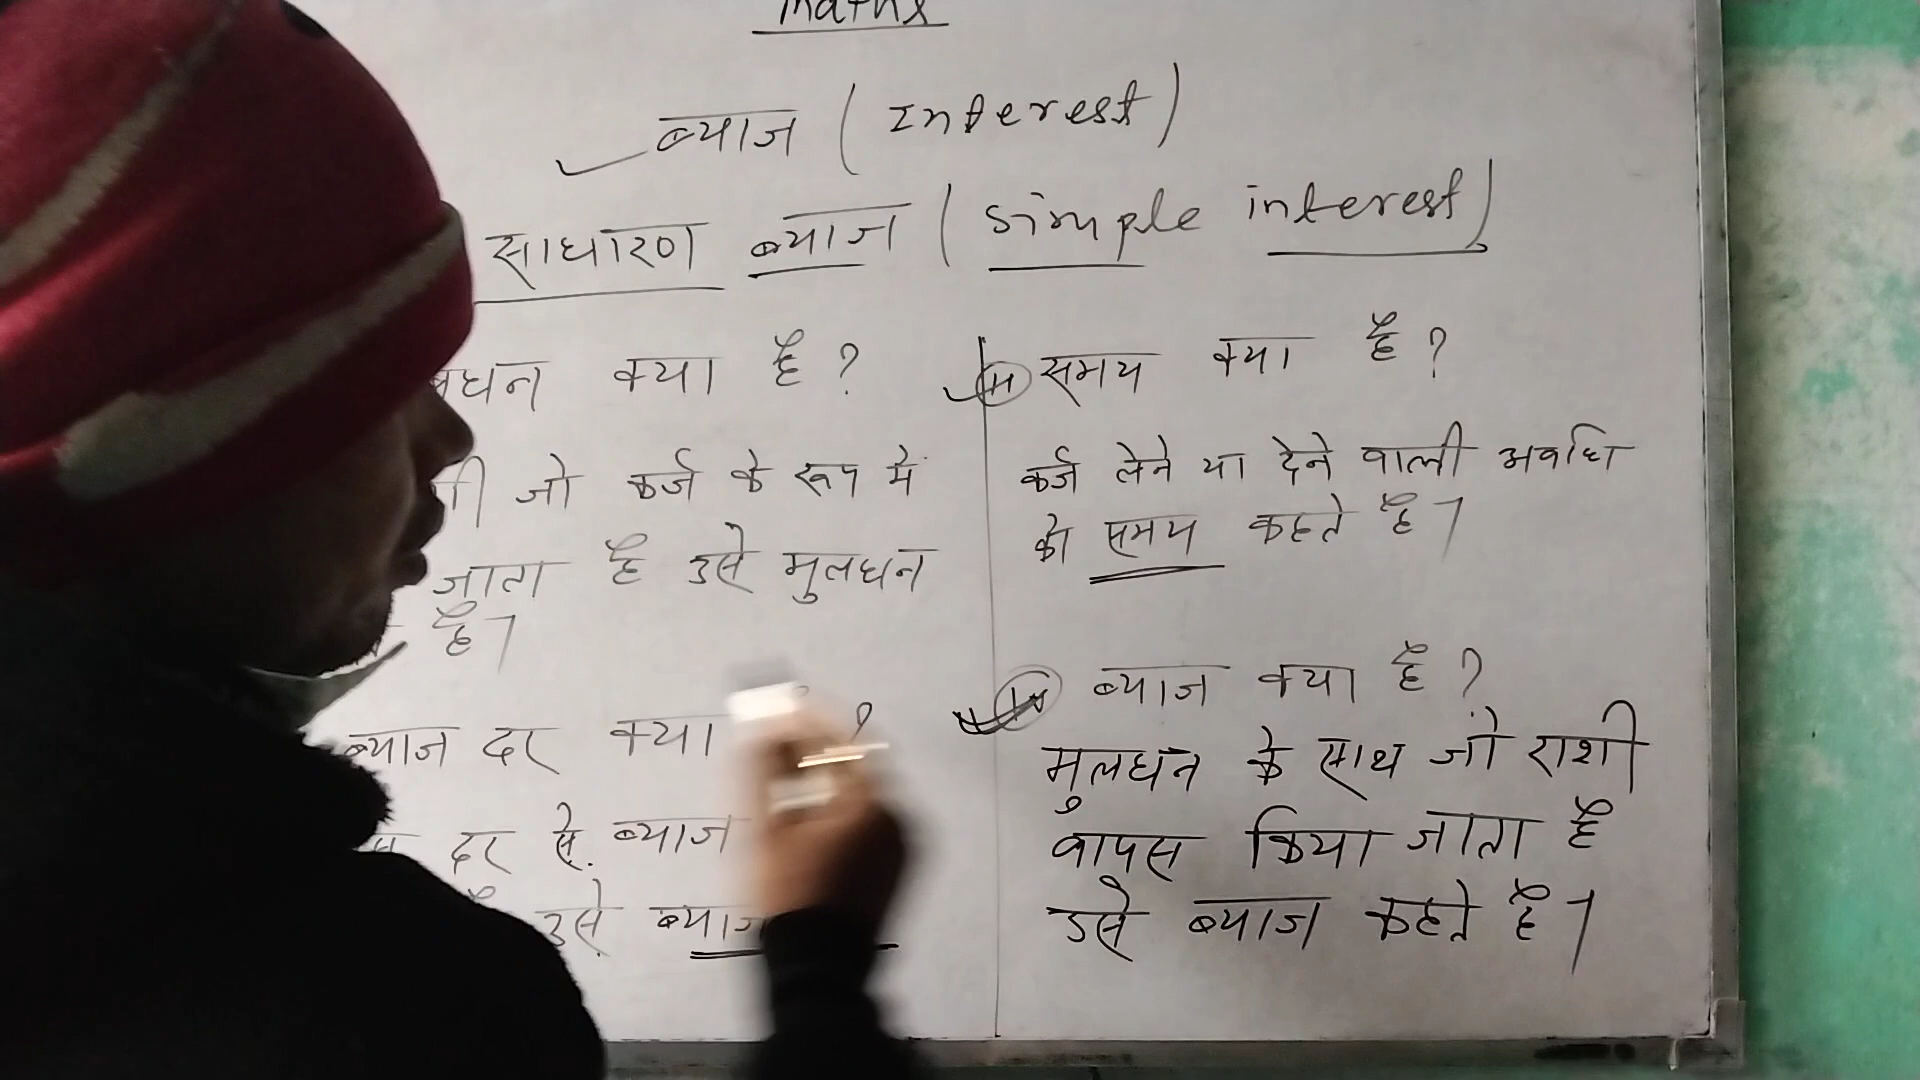 Maths
ब्याज (Interest)
साधारण ब्याज (Simple interest)
क्या है ?
जो कर्ज के रूप में
जाता है उसे मुलधन
है।
ब्याज दर क्या ?
दर से ब्याज
उसे
समय क्या है ?
कर्ज लेने या देने वाली अवधि
को समय कहते है।
ब्याज क्या है ?
मुलधन के साथ जो राशी
वापस किया जाता है
उसे ब्याज कहते है।